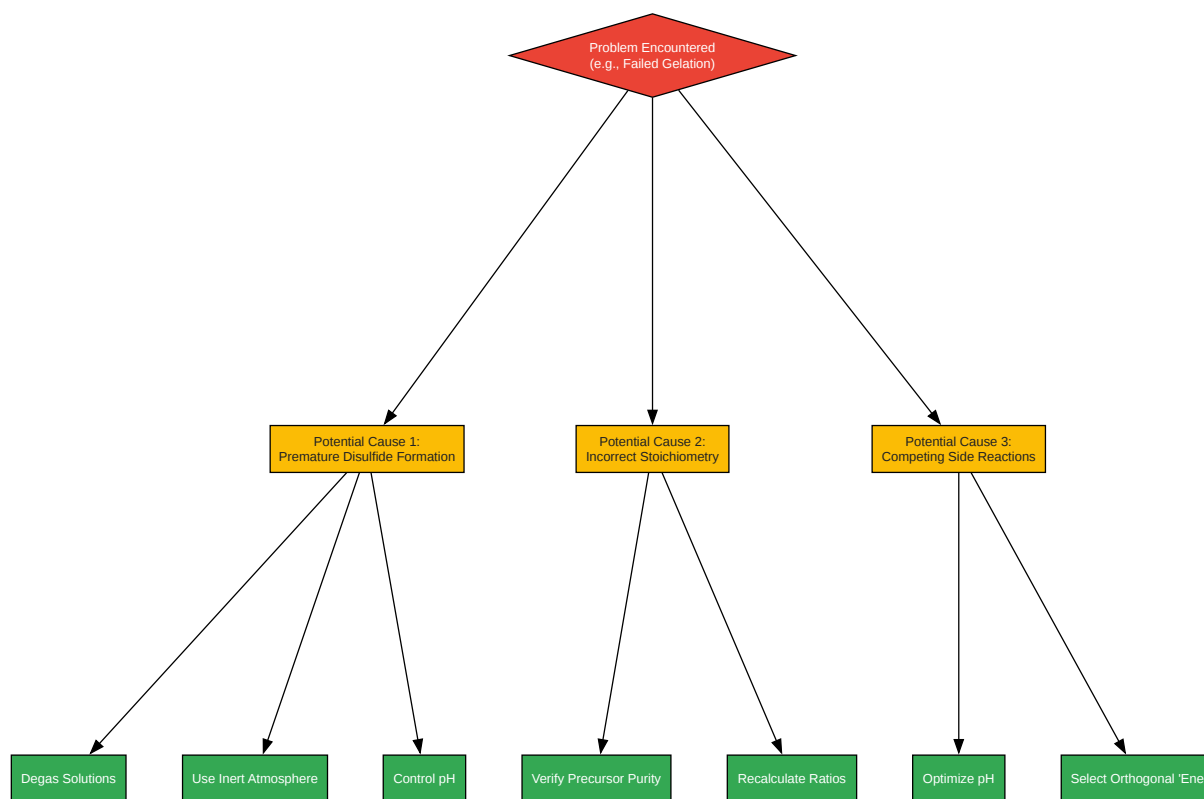 Problem Encountered
(e.g., Failed Gelation)
Potential Cause 1:
Premature Disulfide Formation
Potential Cause 2:
Incorrect Stoichiometry
Potential Cause 3:
Competing Side Reactions
Degas Solutions
Use Inert Atmosphere
Control pH
Verify Precursor Purity
Recalculate Ratios
Optimize pH
Select Orthogonal 'Ene